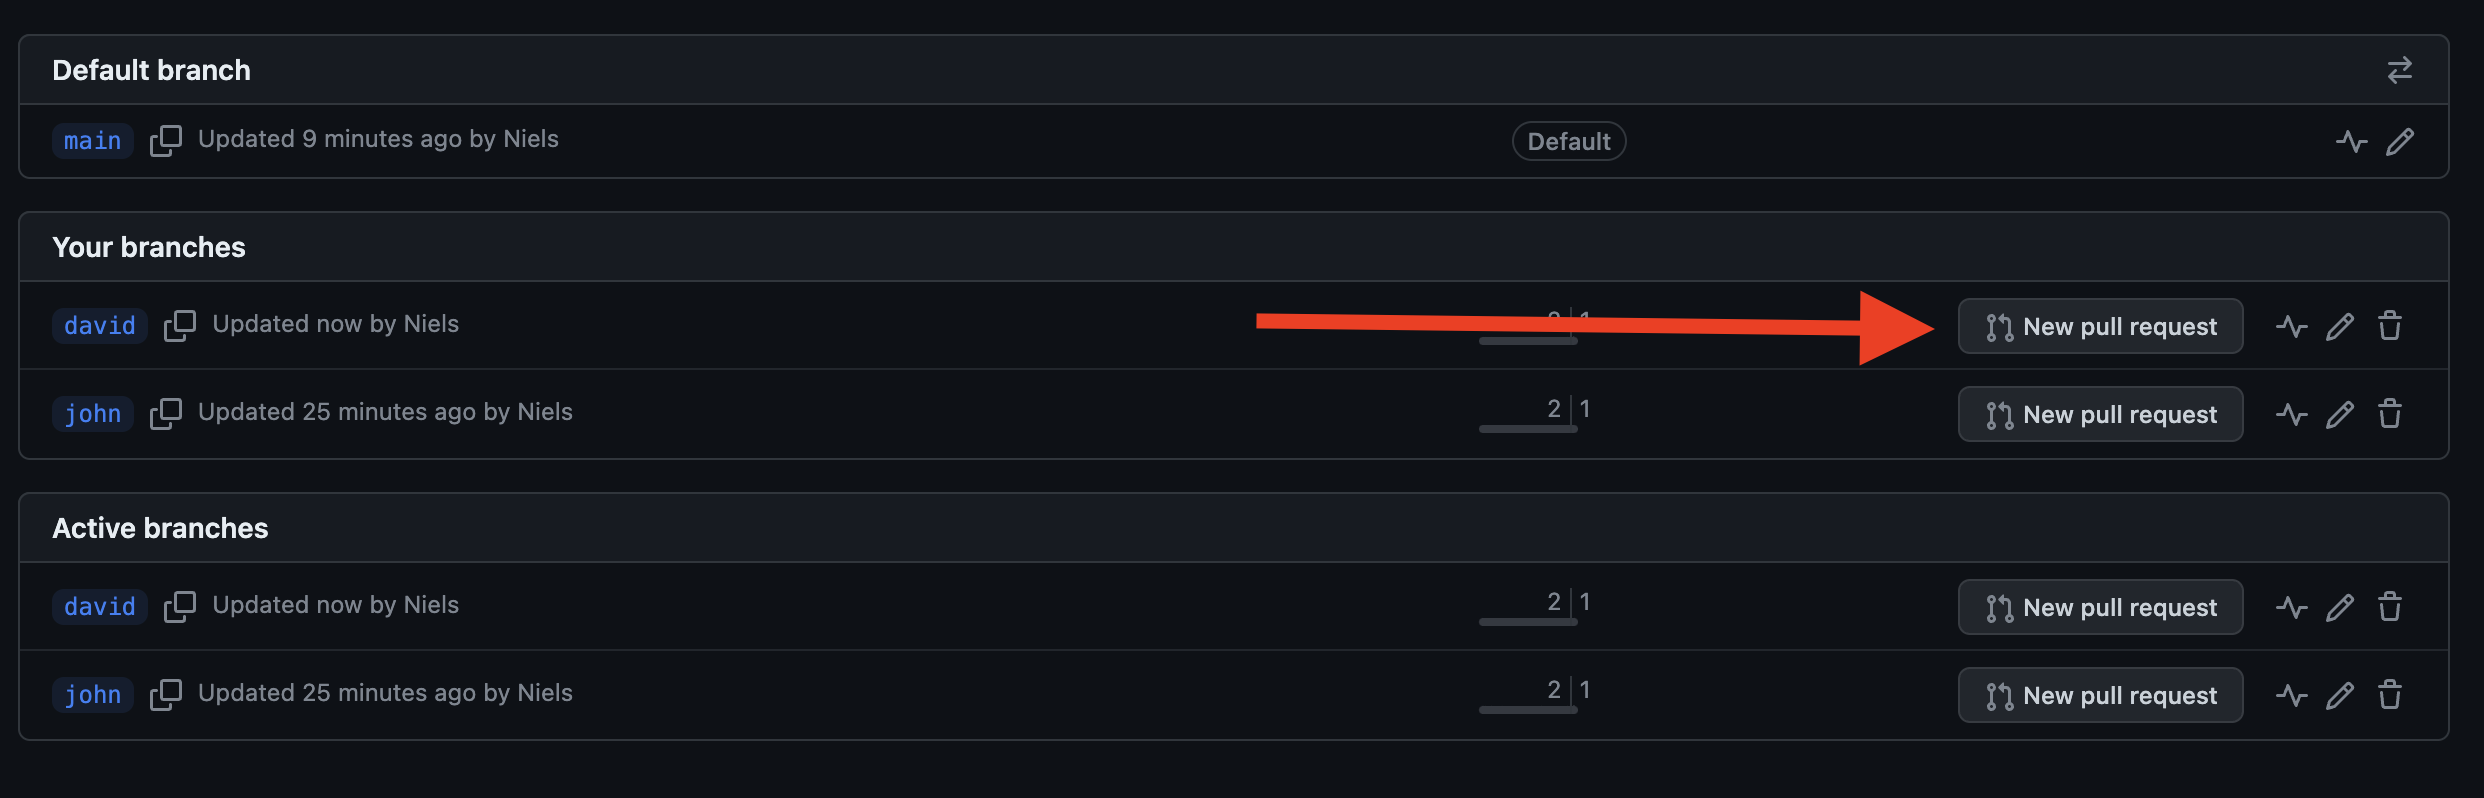 Default branch
main Updated 9 minutes ago by Niels Default
Your branches
david Updated now by Niels 2 1 New pull request
john Updated 25 minutes ago by Niels 2 1 New pull request
Active branches
david Updated now by Niels 2 1 New pull request
john Updated 25 minutes ago by Niels 2 1 New pull request